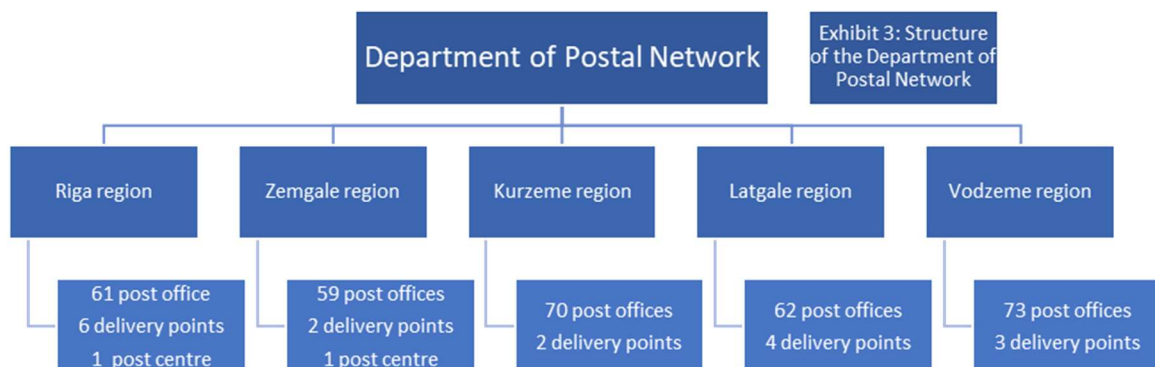 Department of Postal Network
Exhibit 3: Structure
of the Department of
Postal Network
Riga region
Zemgale region
Kurzeme region
Latgale region
Vodzeme region
61 post office
6 delivery points
1 post centre
59 post offices
2 delivery points
1 post centre
70 post offices
2 delivery points
62 post offices
4 delivery points
73 post offices
3 delivery points